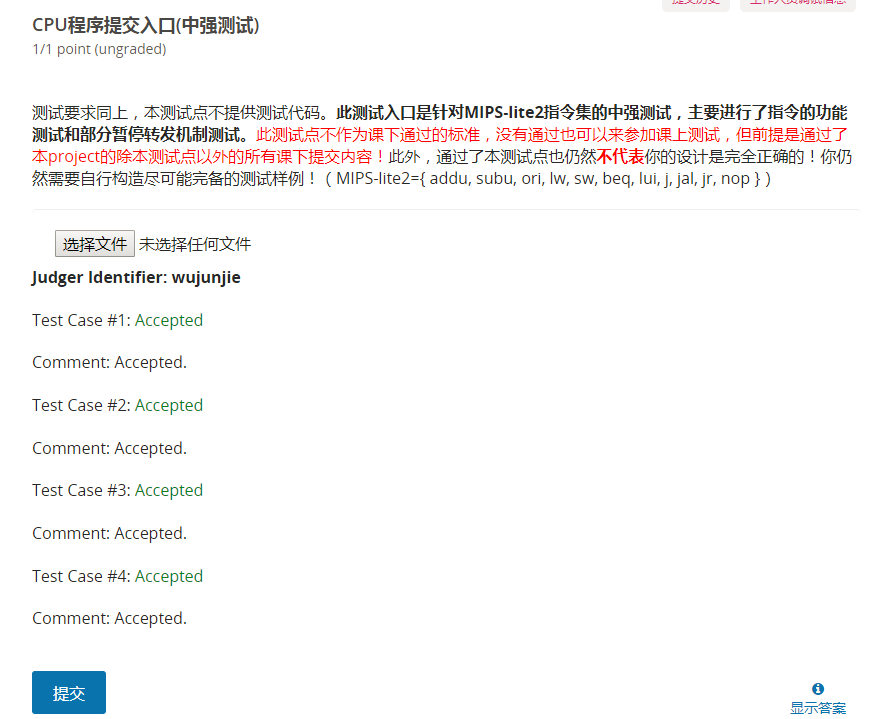 提交历史 工作人员调试信息
CPU程序提交入口(中强测试)
1/1 point (ungraded)
测试要求同上，本测试点不提供测试代码。此测试入口是针对MIPS-lite2指令集的中强测试，主要进行了指令的功能
测试和部分暂停转发机制测试。此测试点不作为课下通过的标准，没有通过也可以来参加课上测试，但前提是通过了
本project的除本测试点以外的所有课下提交内容！此外，通过了本测试点也仍然不代表你的设计是完全正确的！你仍
然需要自行构造尽可能完备的测试样例！（MIPS-lite2={ addu, subu, ori, lw, sw, beq, lui, j, jal, jr, nop }）
选择文件 未选择任何文件
Judger Identifier: wujunjie
Test Case #1: Accepted
Comment: Accepted.
Test Case #2: Accepted
Comment: Accepted.
Test Case #3: Accepted
Comment: Accepted.
Test Case #4: Accepted
Comment: Accepted.
提交
显示答案